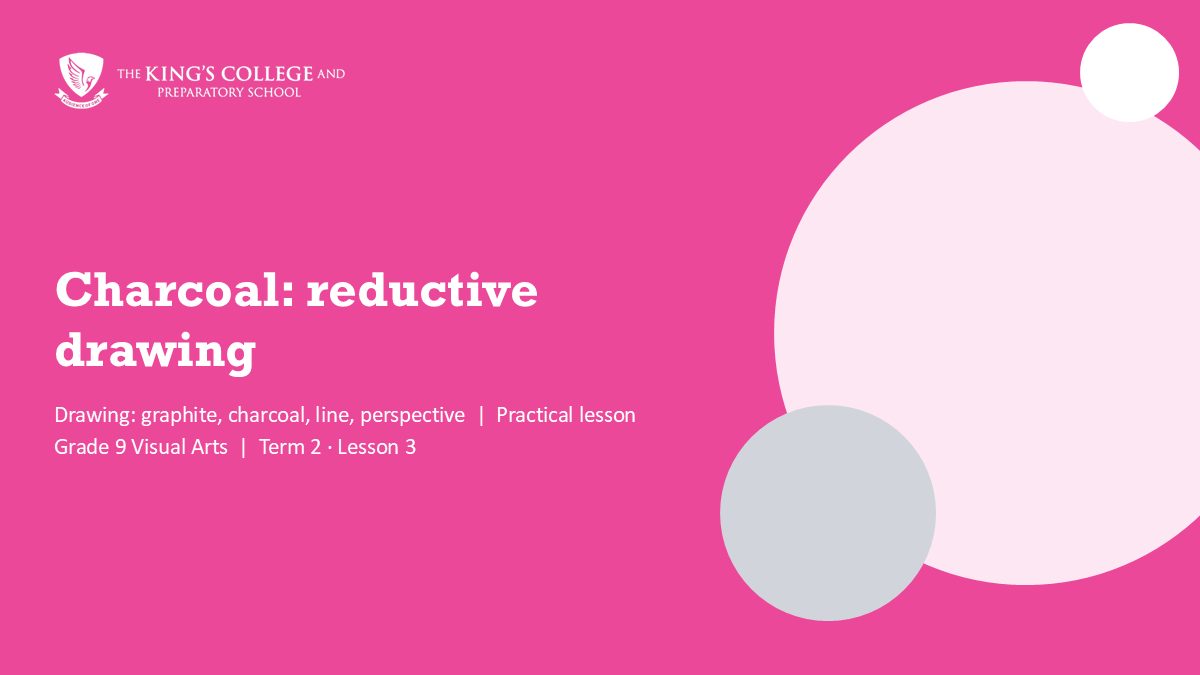 THE KING'S COLLEGE AND
PREPARATORY SCHOOL
Charcoal: reductive
drawing
Drawing: graphite, charcoal, line, perspective | Practical lesson
Grade 9 Visual Arts | Term 2 · Lesson 3